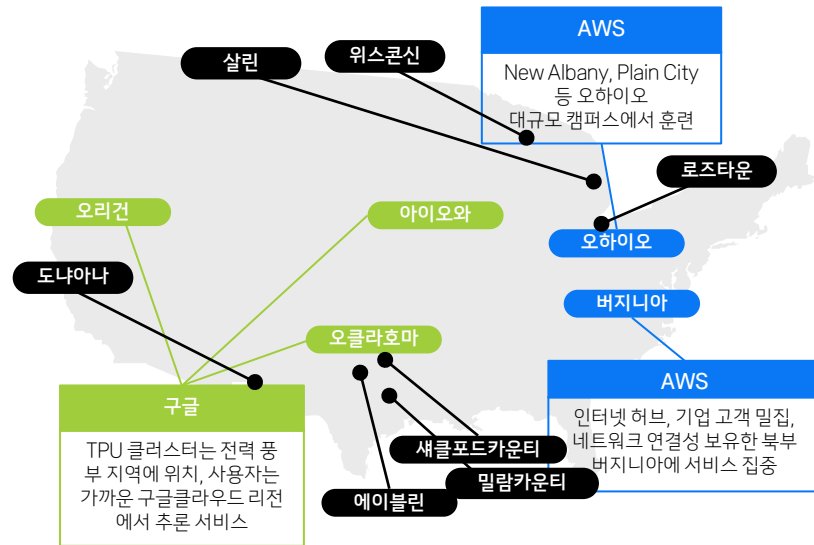 AWS
New Albany, Plain City
등 오하이오
대규모 캠퍼스에서 훈련
위스콘신
살린
로즈타운
오리건
아이오와
오하이오
도냐아나
버지니아
오클라호마
구글
TPU 클러스터는 전력 풍
부 지역에 위치, 사용자는
가까운 구글클라우드 리전
에서 추론 서비스
AWS
인터넷 허브, 기업 고객 밀집,
네트워크 연결성 보유한 북부
버지니아에 서비스 집중
섀클포드카운티
밀람카운티
에이블린